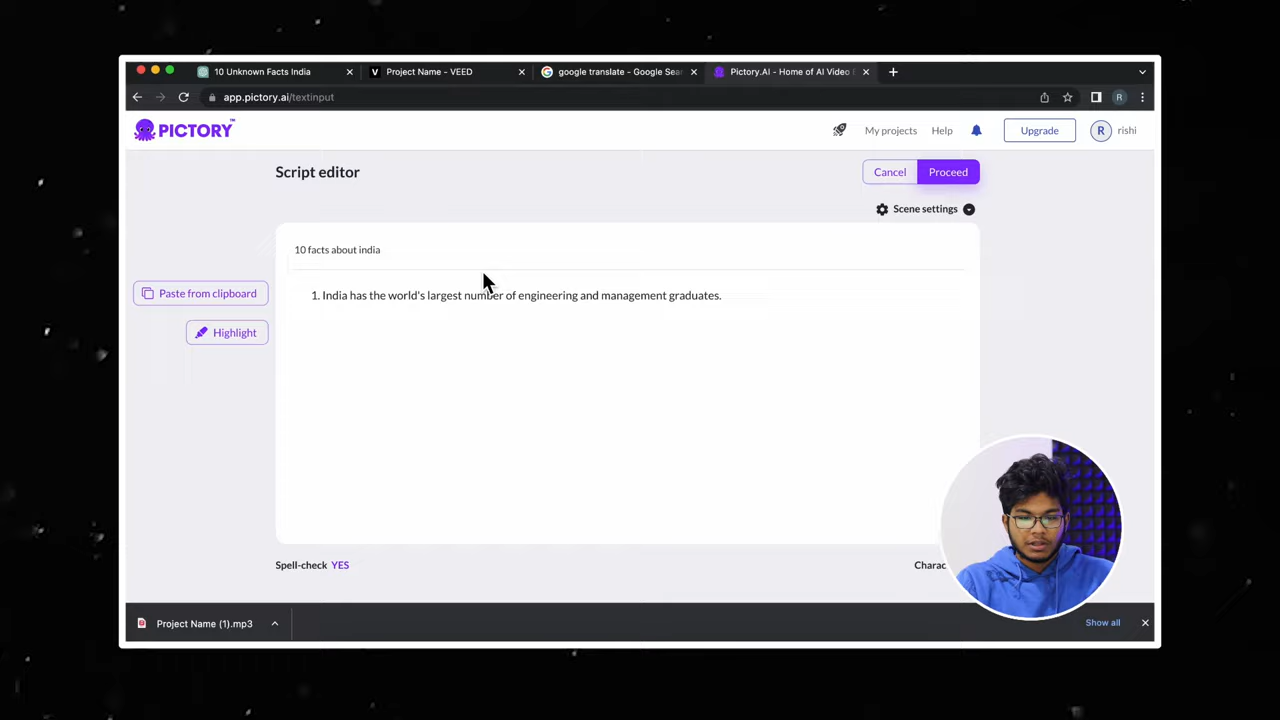 10 Unknown Facts India
Project Name - VEED
google translate - Google Sea
Pictory.AI - Home of AI Video E
app.pictory.ai/textinput
R
PICTORY™
My projects
Help
Upgrade
R
rishi
Script editor
Cancel
Proceed
Scene settings
10 facts about india
Paste from clipboard
1. India has the world's largest number of engineering and management graduates.
Highlight
Spell-check YES
Charac
Project Name (1).mp3
Show all